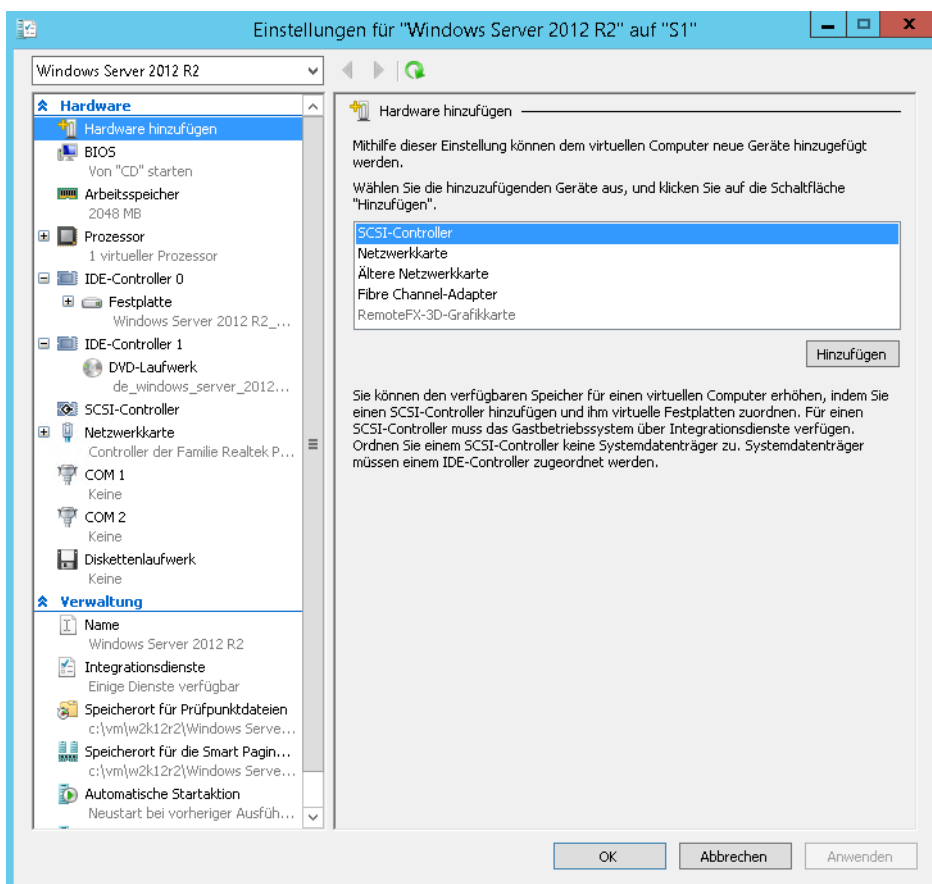 Einstellungen für "Windows Server 2012 R2" auf "S1"
Windows Server 2012 R2
Hardware
Hardware hinzufügen
BIOS
Von "CD" starten
Arbeitsspeicher
2048 MB
Prozessor
1 virtueller Prozessor
IDE-Controller 0
Festplatte
Windows Server 2012 R2_...
IDE-Controller 1
DVD-Laufwerk
de_windows_server_2012...
SCSI-Controller
Netzwerkkarte
Controller der Familie Realtek P...
COM 1
Keine
COM 2
Keine
Diskettenlaufwerk
Keine
Verwaltung
Name
Windows Server 2012 R2
Integrationsdienste
Einige Dienste verfügbar
Speicherort für Prüfpunktdateien
c:\vm\w2k12r2\Windows Serve...
Speicherort für die Smart Pagin...
c:\vm\w2k12r2\Windows Serve...
Automatische Startaktion
Neustart bei vorheriger Ausfüh...
Hardware hinzufügen
Mithilfe dieser Einstellung können dem virtuellen Computer neue Geräte hinzugefügt
werden.
Wählen Sie die hinzuzufügenden Geräte aus, und klicken Sie auf die Schaltfläche
"Hinzufügen".
SCSI-Controller
Netzwerkkarte
Ältere Netzwerkkarte
Fibre Channel-Adapter
RemoteFX-3D-Grafikkarte
Hinzufügen
Sie können den verfügbaren Speicher für einen virtuellen Computer erhöhen, indem Sie
einen SCSI-Controller hinzufügen und ihm virtuelle Festplatten zuordnen. Für einen
SCSI-Controller muss das Gastbetriebssystem über Integrationsdienste verfügen.
Ordnen Sie einem SCSI-Controller keine Systemdatenträger zu. Systemdatenträger
müssen einem IDE-Controller zugeordnet werden.
OK
Abbrechen
Anwenden